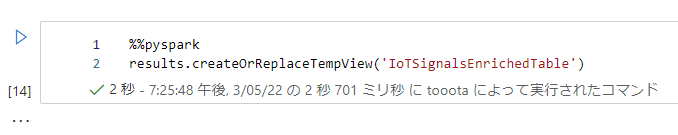 1 %%pyspark
2 results.createOrReplaceTempView('IoTSignalsEnrichedTable')
[14] 2 秒 - 7:25:48 午後, 3/05/22 の 2 秒 701 ミリ秒 に tooota によって実行されたコマンド
...